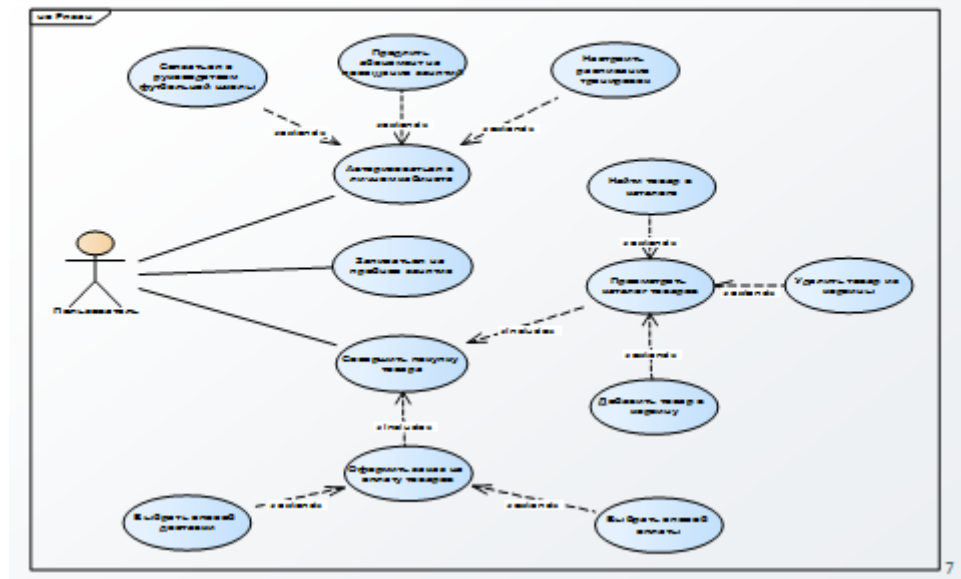 Связаться с
руководителем
футбольной школы
Продлить
абонемент на
посещение занятий
Настроить
расписание
тренировок
«extend»
«extend»
«extend»
Авторизоваться в
личном кабинете
Найти товар в
каталоге
«extend»
Записаться на
пробное занятие
Просмотреть
каталог товаров
«extend»
Удалить товар из
корзины
Пользователь
«include»
Совершить покупку
товара
«extend»
Добавить товар в
корзину
«include»
Оформить заказ на
оплату товаров
«extend»
«extend»
Выбрать способ
доставки
Выбрать способ
оплаты
7